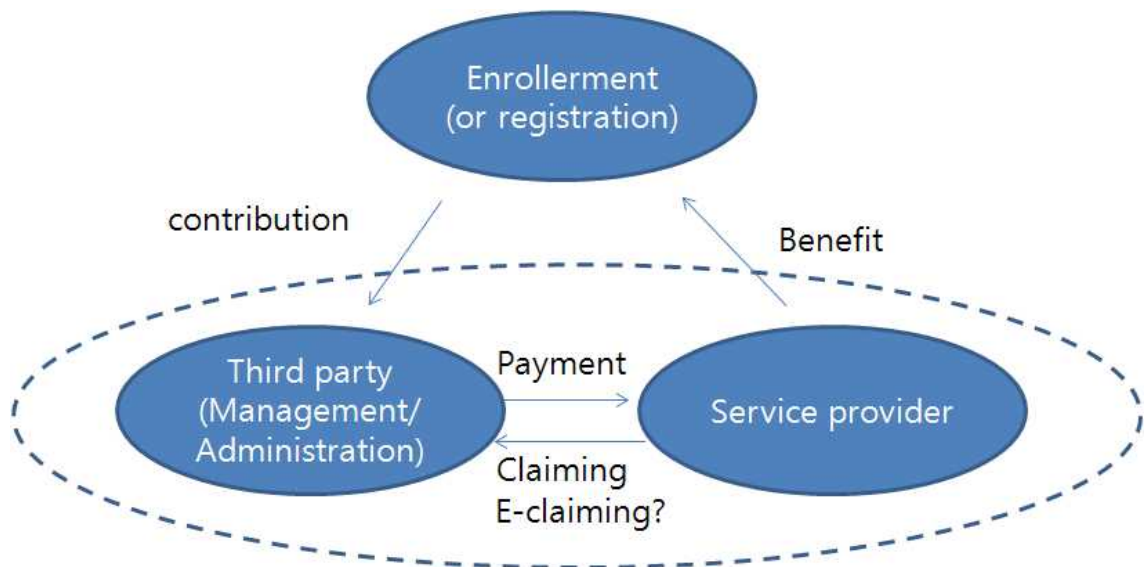 Enrollerment
(or registration)
contribution
Benefit
Third party
(Management/
Administration)
Payment
Service provider
Claiming
E-claiming?